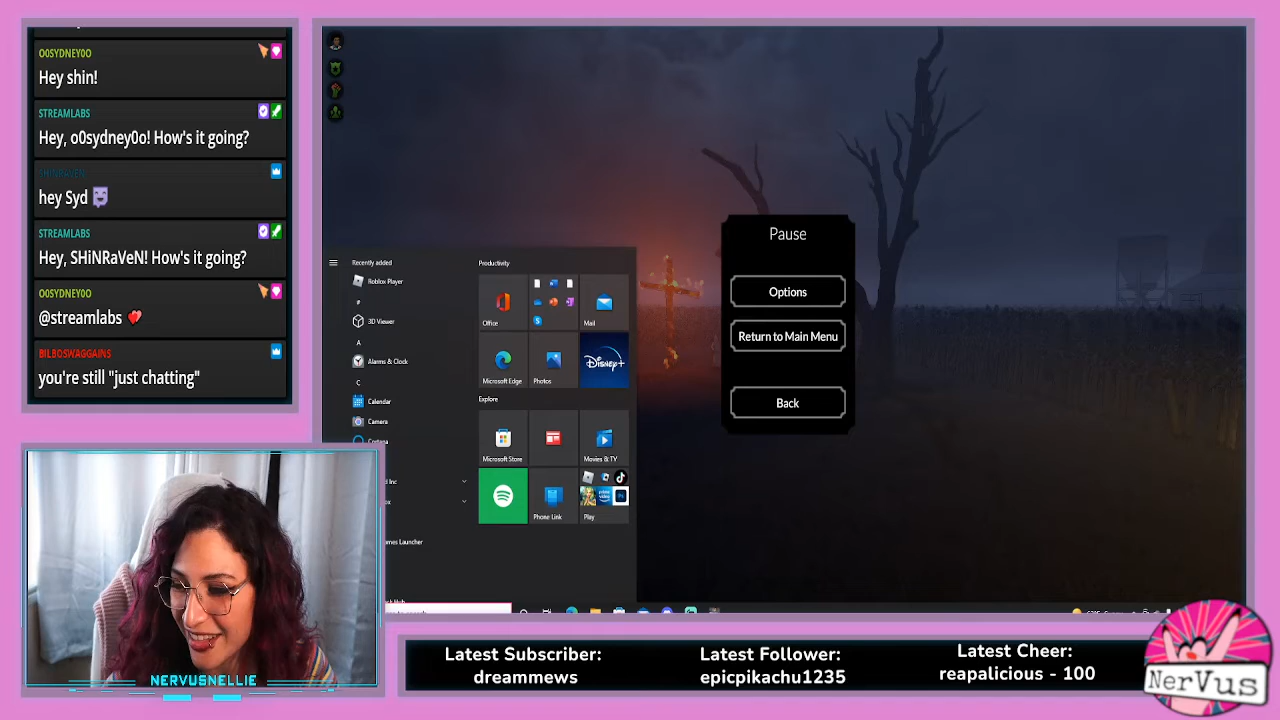 O0SYDNEY0O
Hey shin!
STREAMLABS
Hey, o0sydney0o! How's it going?
SHINRAVEN
hey Syd
STREAMLABS
Hey, SHiNRaVeN! How's it going?
O0SYDNEY0O
@streamlabs
BILBOSWAGGAINS
you're still "just chatting"
Recently added
Roblox Player
#
3D Viewer
A
Alarms & Clock
C
Calendar
Camera
Cortana
Productivity
Office
Mail
Microsoft Edge
Photos
Disney+
Explore
Microsoft Store
Movies & TV
Phone Link
Play
Pause
Options
Return to Main Menu
Back
NERVUSNELLIE
Latest Subscriber:
dreammews
Latest Follower:
epicpikachu1235
Latest Cheer:
reapalicious - 100
NerVus